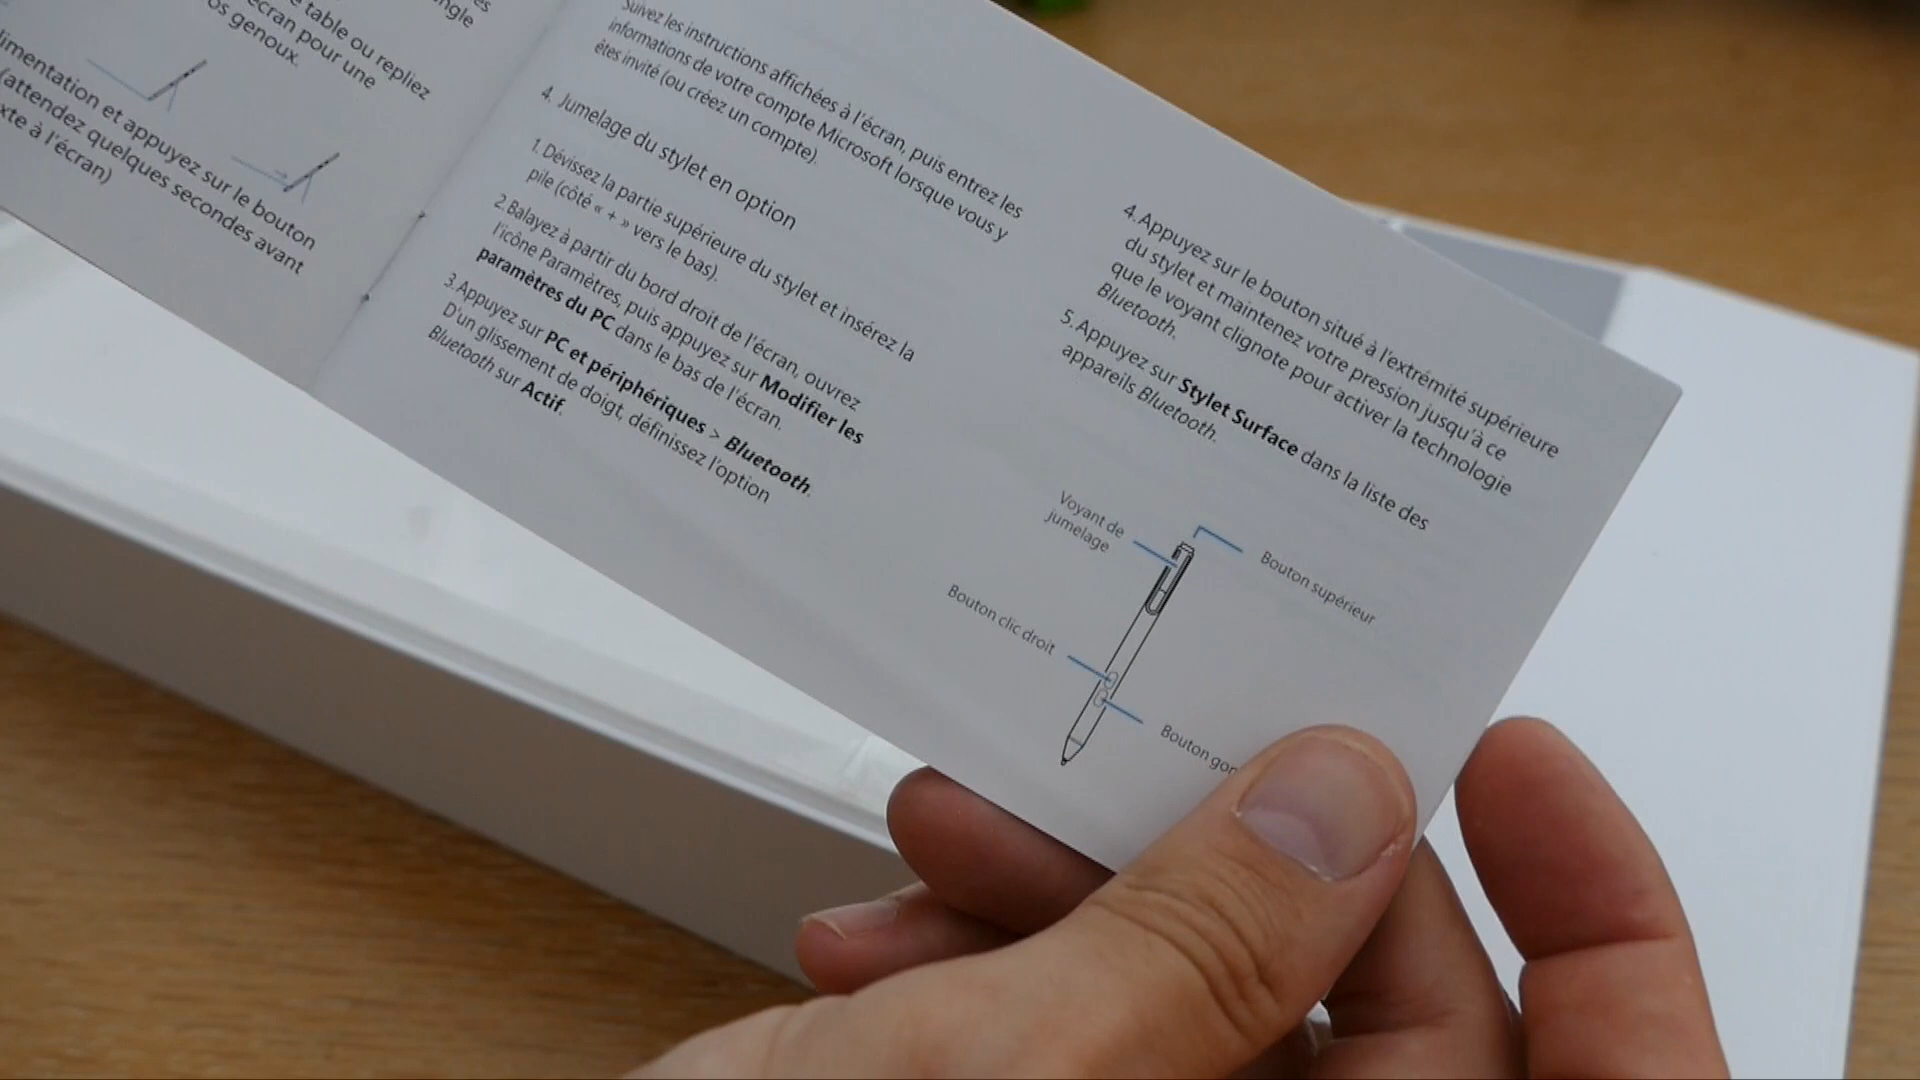 table ou repliez
écran pour une
os genoux.
imentation et appuyez sur le bouton
(attendez quelques secondes avant
xte à l'écran)
Suivez les instructions affichées à l'écran, puis entrez les
informations de votre compte Microsoft lorsque vous y
êtes invité (ou créez un compte).
4. Jumelage du stylet en option
1. Dévissez la partie supérieure du stylet et insérez la
pile (côté « + » vers le bas).
2. Balayez à partir du bord droit de l'écran, ouvrez
l'icône Paramètres, puis appuyez sur Modifier les
paramètres du PC dans le bas de l'écran.
3. Appuyez sur PC et périphériques > Bluetooth.
D'un glissement de doigt, définissez l'option
Bluetooth sur Actif.
4. Appuyez sur le bouton situé à l'extrémité supérieure
du stylet et maintenez votre pression jusqu'à ce
que le voyant clignote pour activer la technologie
Bluetooth.
5. Appuyez sur Stylet Surface dans la liste des
appareils Bluetooth.
Voyant de
jumelage
Bouton supérieur
Bouton clic droit
Bouton gor